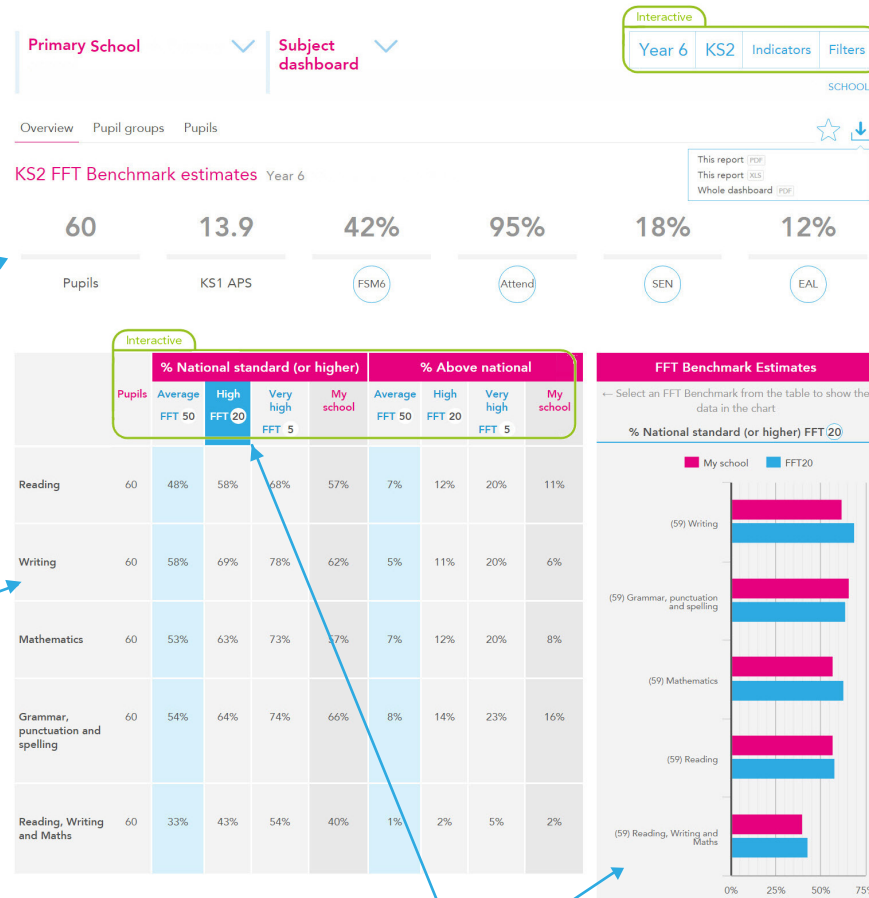 Interactive
Primary School
Subject
dashboard
Year 6 KS2 Indicators Filters
SCHOOL
Overview Pupil groups Pupils
This report PDF
This report XLS
Whole dashboard PDF
KS2 FFT Benchmark estimates Year 6
60 13.9 42% 95% 18% 12%
Pupils KS1 APS FSM6 Attend SEN EAL
Interactive
% National standard (or higher) % Above national
Pupils Average High Very My Average High Very My
high school high school
FFT 50 FFT 20 FFT 5 FFT 50 FFT 20 FFT 5
Reading 60 48% 58% 68% 57% 7% 12% 20% 11%
Writing 60 58% 69% 78% 62% 5% 11% 20% 6%
Mathematics 60 53% 63% 73% 57% 7% 12% 20% 8%
Grammar, 60 54% 64% 74% 66% 8% 14% 23% 16%
punctuation and
spelling
Reading, Writing 60 33% 43% 54% 40% 1% 2% 5% 2%
and Maths
FFT Benchmark Estimates
← Select an FFT Benchmark from the table to show the
data in the chart
% National standard (or higher) FFT 20
My school FFT20
(59) Writing
(59) Grammar, punctuation
and spelling
(59) Mathematics
(59) Reading
(59) Reading, Writing and
Maths
0% 25% 50% 75%